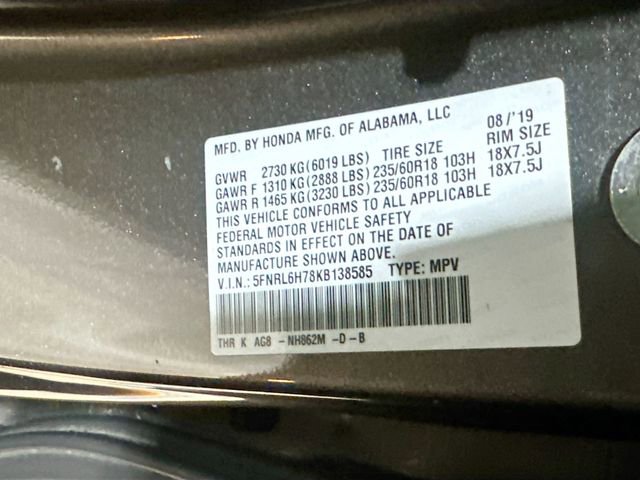 MFD. BY HONDA MFG. OF ALABAMA, LLC 08/'19
GVWR 2730 KG(6019 LBS) TIRE SIZE RIM SIZE
GAWR F 1310 KG(2888 LBS)235/60R18 103H 18X7.5J
GAWR R 1465 KG(3230 LBS)235/60R18 103H 18X7.5J
THIS VEHICLE CONFORMS TO ALL APPLICABLE
FEDERAL MOTOR VEHICLE SAFETY
STANDARDS IN EFFECT ON THE DATE OF
MANUFACTURE SHOWN ABOVE.
V.I.N.: 5FNRL6H78KB138585 TYPE: MPV
THR K AG8 -NH862M -D -B